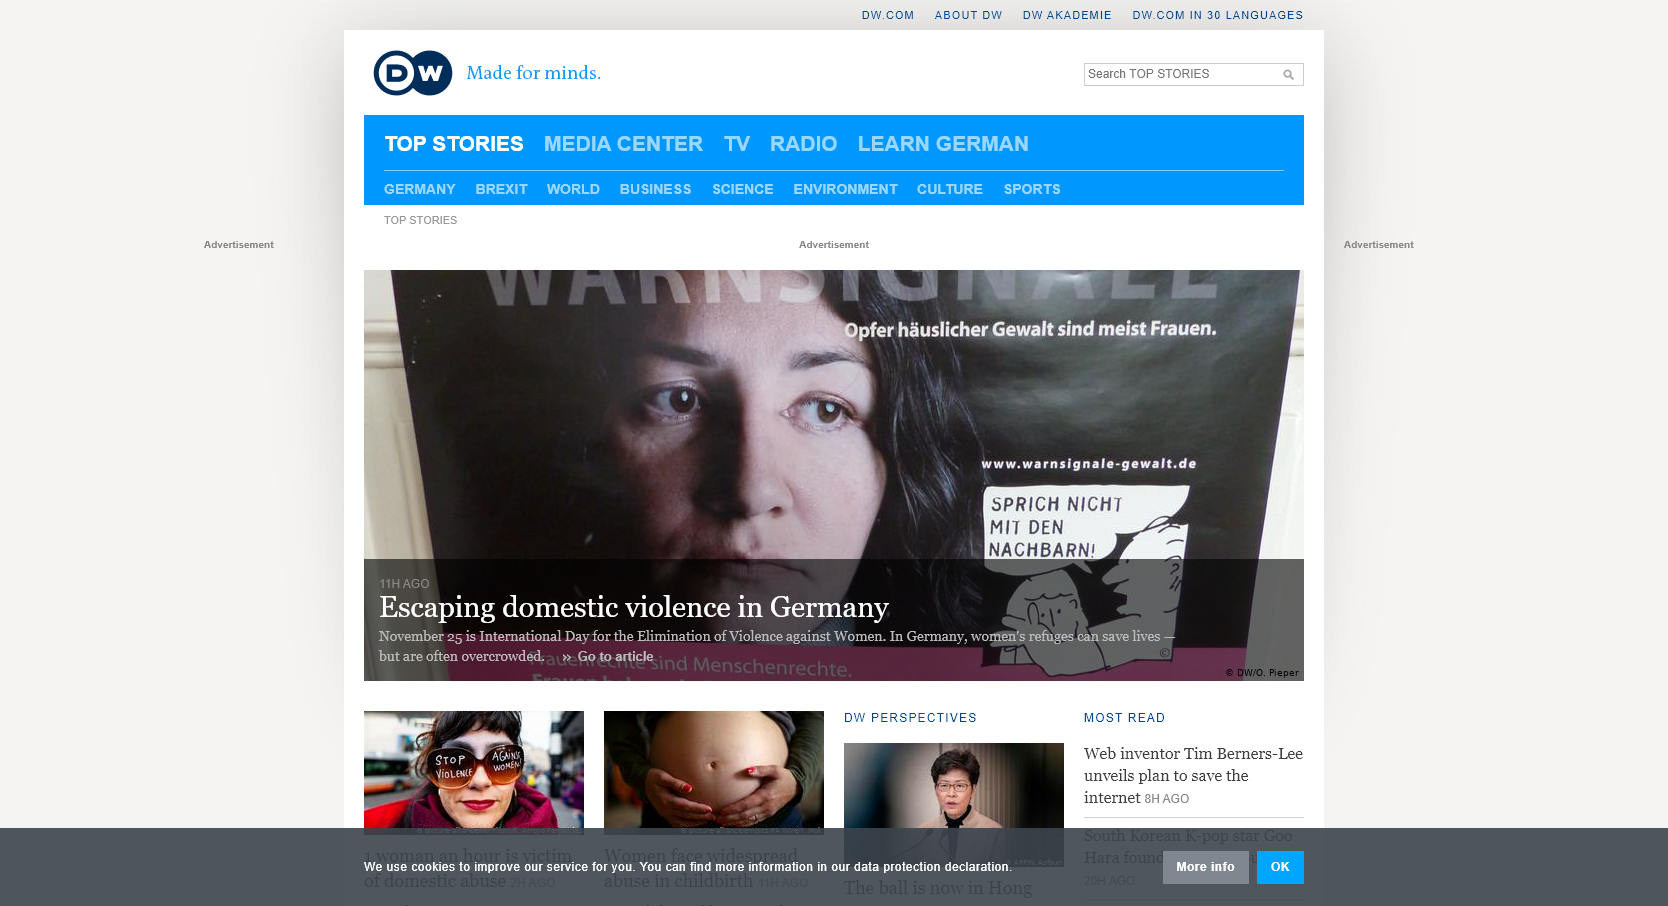 DW.COM ABOUT DW DW AKADEMIE DW.COM IN 30 LANGUAGES
DW Made for minds.
Search TOP STORIES
TOP STORIES MEDIA CENTER TV RADIO LEARN GERMAN
GERMANY BREXIT WORLD BUSINESS SCIENCE ENVIRONMENT CULTURE SPORTS
TOP STORIES
Advertisement Advertisement Advertisement
WARNSIGNALE
Opfer häuslicher Gewalt sind meist Frauen.
www.warnsignale-gewalt.de
SPRICH NICHT
MIT DEN
NACHBARN!
11H AGO
Escaping domestic violence in Germany
November 25 is International Day for the Elimination of Violence against Women. In Germany, women's refuges can save lives —
but are often overcrowded. » Go to article
Frauenrechte sind Menschenrechte.
©
© DW/O. Pieper
STOP VIOLENCE AGAINST WOMEN
1 woman an hour is victim
of domestic abuse 2H AGO
Women face widespread
abuse in childbirth 11H AGO
DW PERSPECTIVES
The ball is now in Hong
MOST READ
Web inventor Tim Berners-Lee
unveils plan to save the
internet 8H AGO
South Korean K-pop star Goo
Hara found
20H AGO
We use cookies to improve our service for you. You can find more information in our data protection declaration.
More info OK